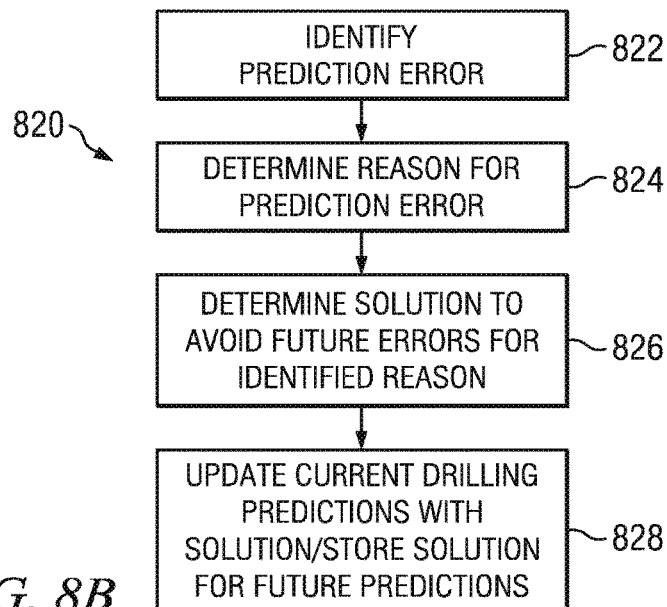 IDENTIFY
PREDICTION ERROR
822
820
DETERMINE REASON FOR
PREDICTION ERROR
824
DETERMINE SOLUTION TO
AVOID FUTURE ERRORS FOR
IDENTIFIED REASON
826
UPDATE CURRENT DRILLING
PREDICTIONS WITH
SOLUTION/STORE SOLUTION
FOR FUTURE PREDICTIONS
828
G. 8B